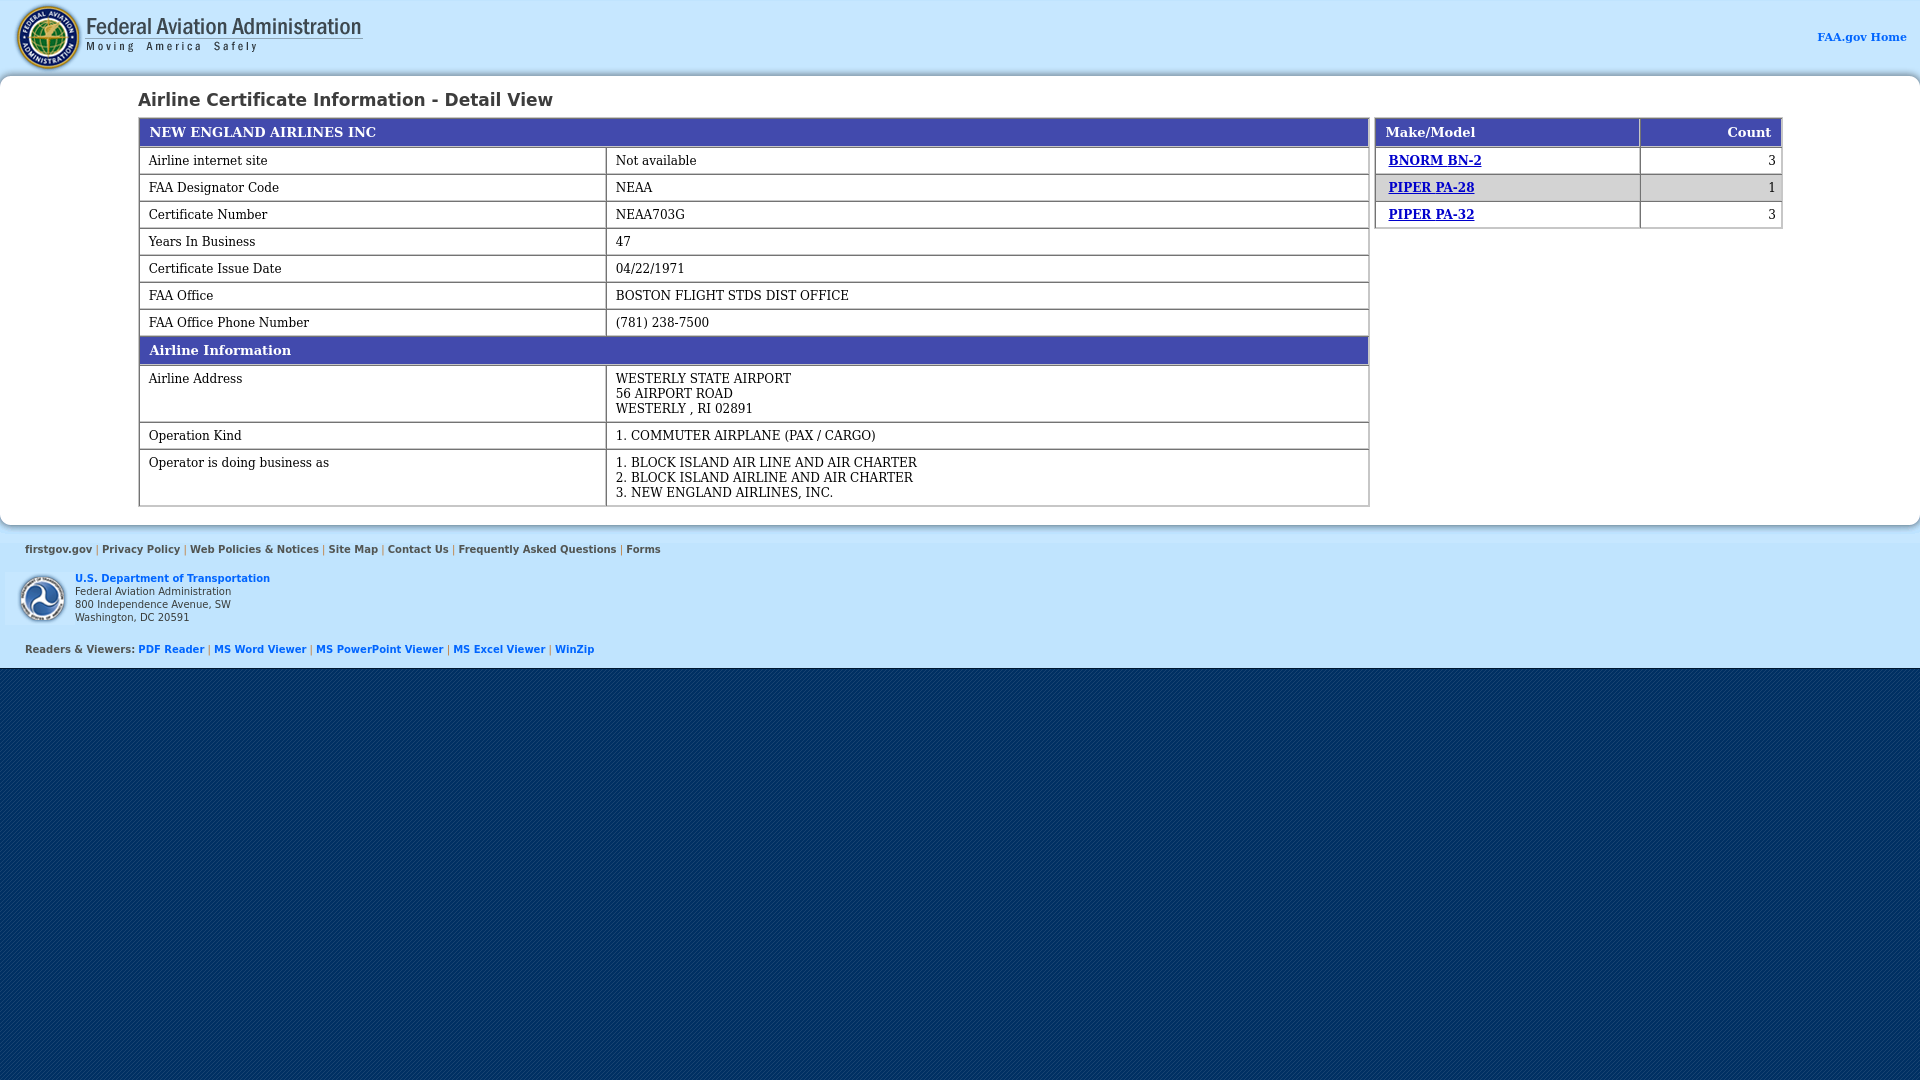 Federal Aviation Administration
Moving America Safely
FAA.gov Home
Airline Certificate Information - Detail View
NEW ENGLAND AIRLINES INC
Airline internet site Not available
FAA Designator Code NEAA
Certificate Number NEAA703G
Years In Business 47
Certificate Issue Date 04/22/1971
FAA Office BOSTON FLIGHT STDS DIST OFFICE
FAA Office Phone Number (781) 238-7500
Airline Information
Airline Address WESTERLY STATE AIRPORT
56 AIRPORT ROAD
WESTERLY , RI 02891
Operation Kind 1. COMMUTER AIRPLANE (PAX / CARGO)
Operator is doing business as 1. BLOCK ISLAND AIR LINE AND AIR CHARTER
2. BLOCK ISLAND AIRLINE AND AIR CHARTER
3. NEW ENGLAND AIRLINES, INC.
Make/Model Count
BNORM BN-2 3
PIPER PA-28 1
PIPER PA-32 3
firstgov.gov | Privacy Policy | Web Policies & Notices | Site Map | Contact Us | Frequently Asked Questions | Forms
U.S. Department of Transportation
Federal Aviation Administration
800 Independence Avenue, SW
Washington, DC 20591
Readers & Viewers: PDF Reader | MS Word Viewer | MS PowerPoint Viewer | MS Excel Viewer | WinZip